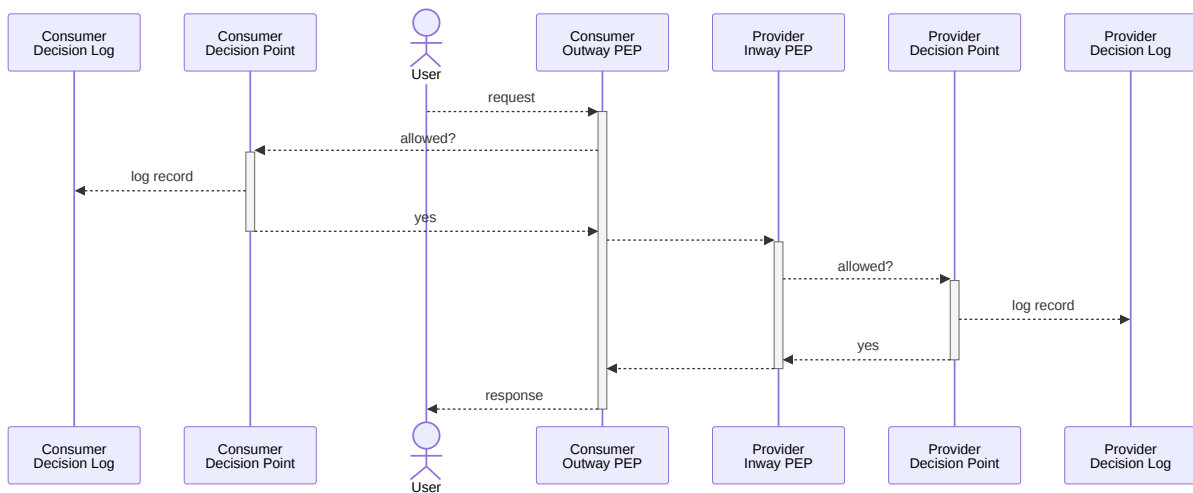 Consumer
Decision Log
Consumer
Decision Point
User
Consumer
Outway PEP
Provider
Inway PEP
Provider
Decision Point
Provider
Decision Log
request
allowed?
log record
yes
allowed?
log record
yes
response
Consumer
Decision Log
Consumer
Decision Point
User
Consumer
Outway PEP
Provider
Inway PEP
Provider
Decision Point
Provider
Decision Log